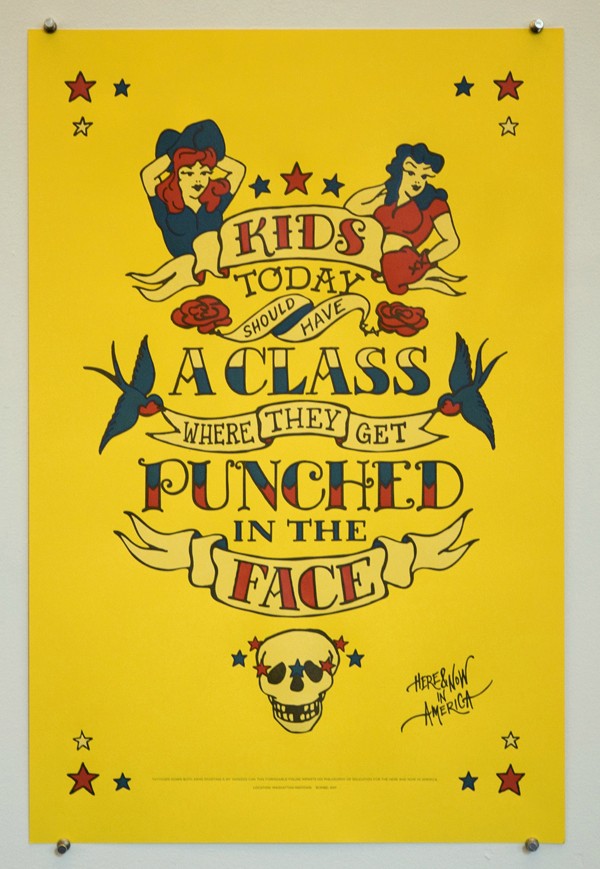 KIDS
TODAY
SHOULD HAVE
A CLASS
WHERE THEY GET
PUNCHED
IN THE
FACE
HERE & NOW
IN
AMERICA